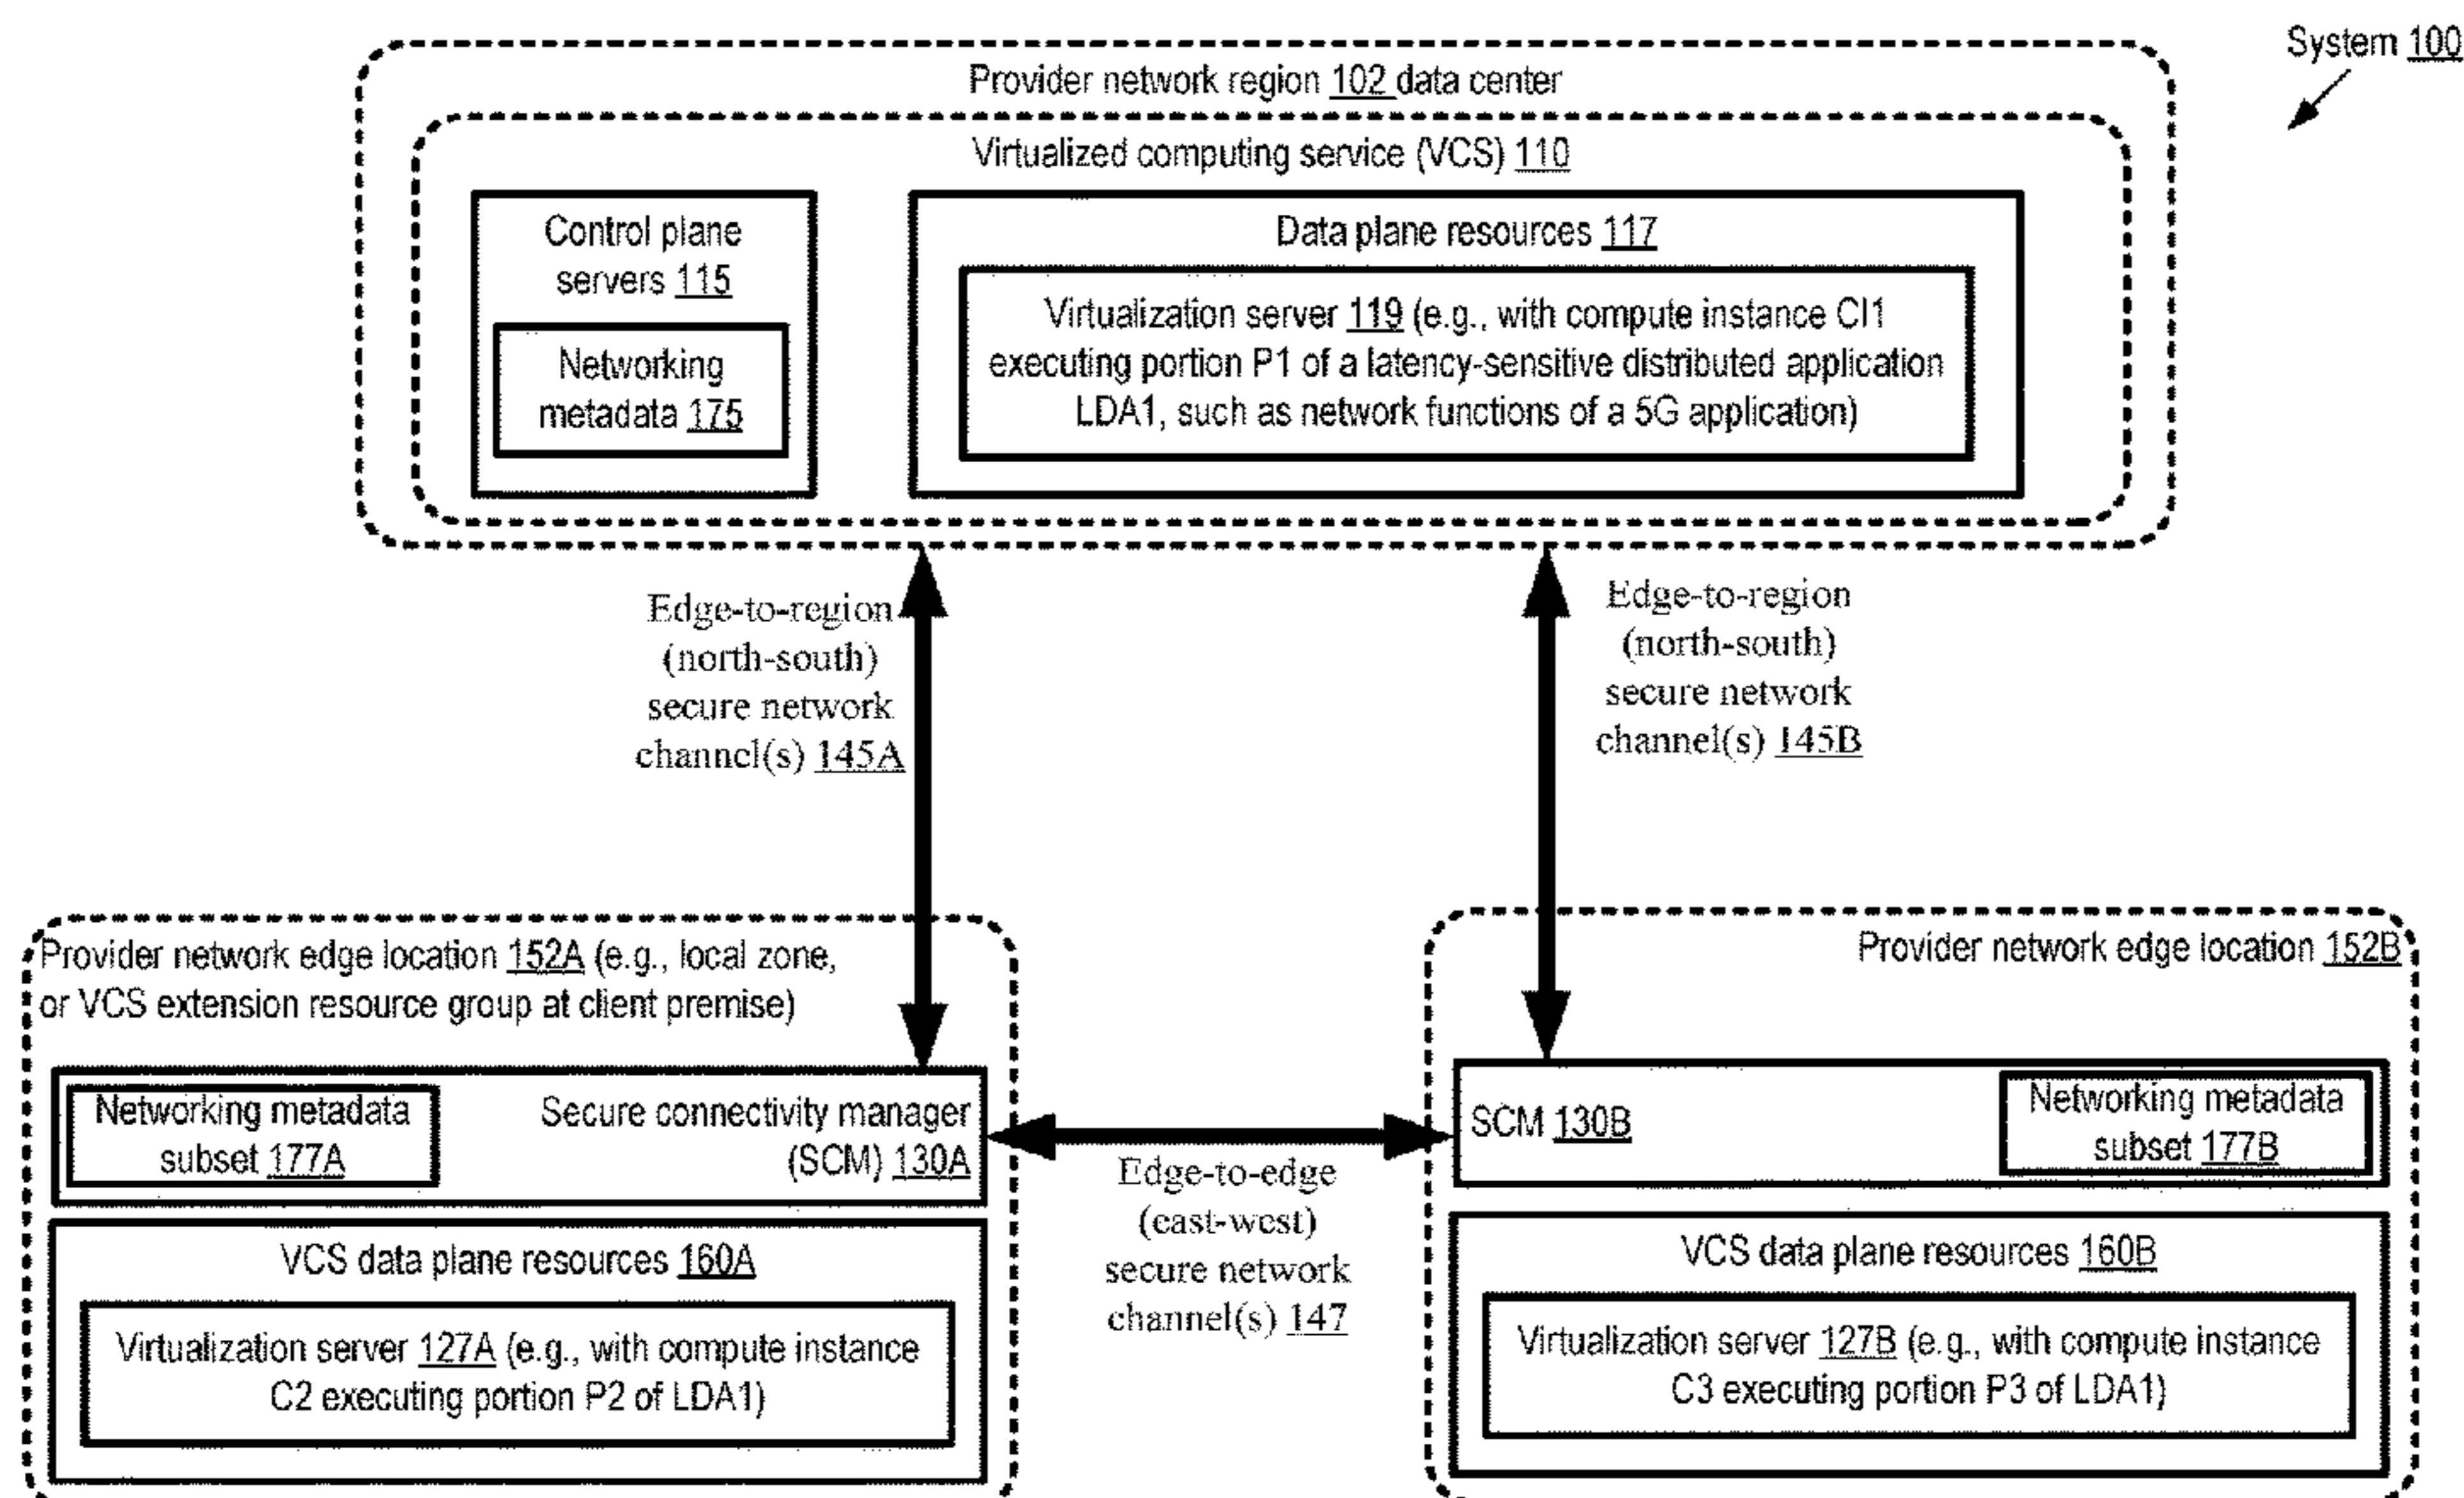 System 100
Provider network region 102 data center
Virtualized computing service (VCS) 110
Control plane
servers 115
Networking
metadata 175
Data plane resources 117
Virtualization server 119 (e.g., with compute instance CI1
executing portion P1 of a latency-sensitive distributed application
LDA1, such as network functions of a 5G application)
Edge-to-region
(north-south)
secure network
channel(s) 145A
Edge-to-region
(north-south)
secure network
channel(s) 145B
Provider network edge location 152A (e.g., local zone,
or VCS extension resource group at client premise)
Networking metadata
subset 177A
Secure connectivity manager
(SCM) 130A
VCS data plane resources 160A
Virtualization server 127A (e.g., with compute instance
C2 executing portion P2 of LDA1)
Edge-to-edge
(east-west)
secure network
channel(s) 147
Provider network edge location 152B
SCM 130B
Networking metadata
subset 177B
VCS data plane resources 160B
Virtualization server 127B (e.g., with compute instance
C3 executing portion P3 of LDA1)